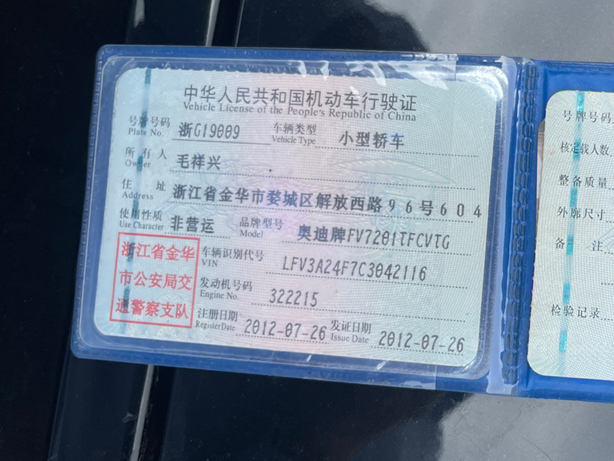 中华人民共和国机动车行驶证
Vehicle License of the People's Republic of China
号牌号码 浙G19009 车辆类型 小型轿车
Plate No. Vehicle Type
所有人 毛祥兴
Owner
住址 浙江省金华市婺城区解放西路96号604
Address
使用性质 非营运 品牌型号 奥迪牌FV7201TFCVTG
Use Character Model
浙江省金华
市公安局交
通警察支队
车辆识别代号 LFV3A24F7C3042116
VIN
发动机号码 322215
Engine No.
注册日期 2012-07-26 发证日期 2012-07-26
Register Date Issue Date
号牌号码
核定载人数
整备质量
外廓尺寸
备注
检验记录